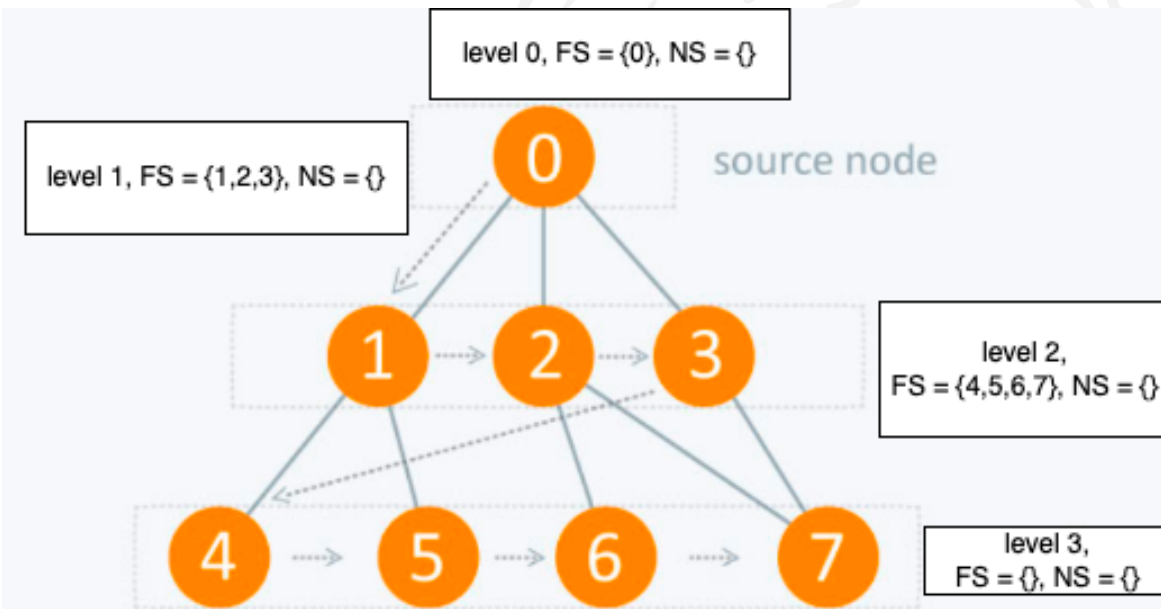 level 0, FS = {0}, NS = {}
0
source node
level 1, FS = {1,2,3}, NS = {}
1
2
3
level 2,
FS = {4,5,6,7}, NS = {}
4
5
6
7
level 3,
FS = {}, NS = {}